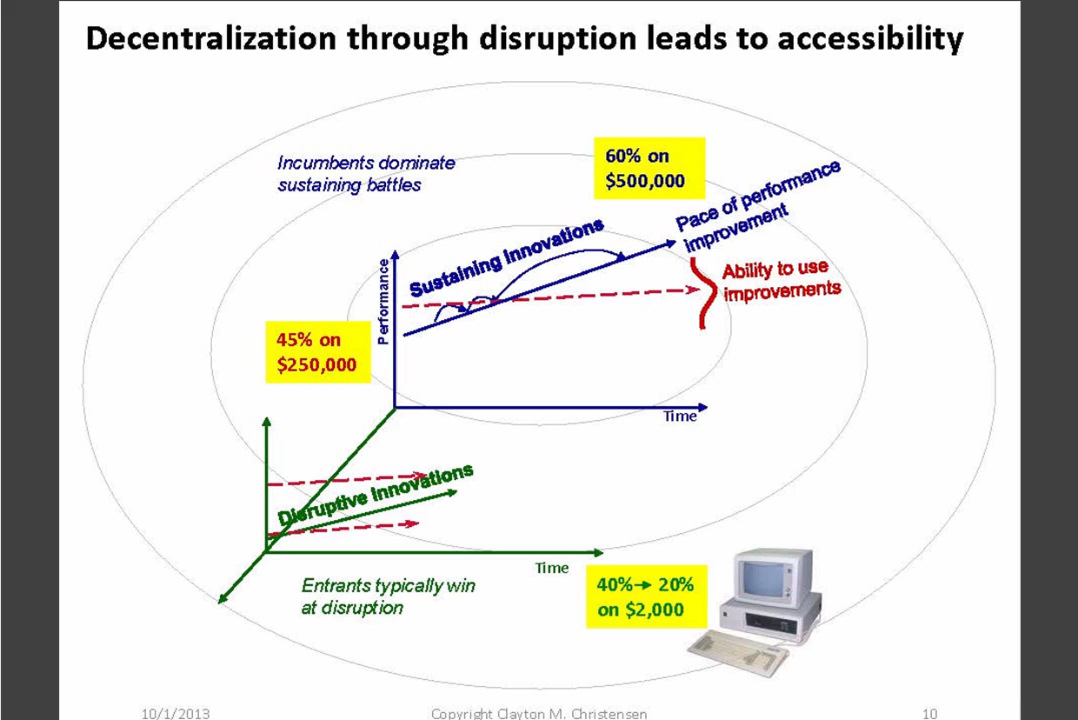 Decentralization through disruption leads to accessibility
Incumbents dominate
sustaining battles
60% on
$500,000
Pace of performance
improvement
Sustaining Innovations
Ability to use
improvements
Performance
45% on
$250,000
Time
Disruptive Innovations
Time
Entrants typically win
at disruption
40%→ 20%
on $2,000
10/1/2013
Copyright Clayton M. Christensen
10